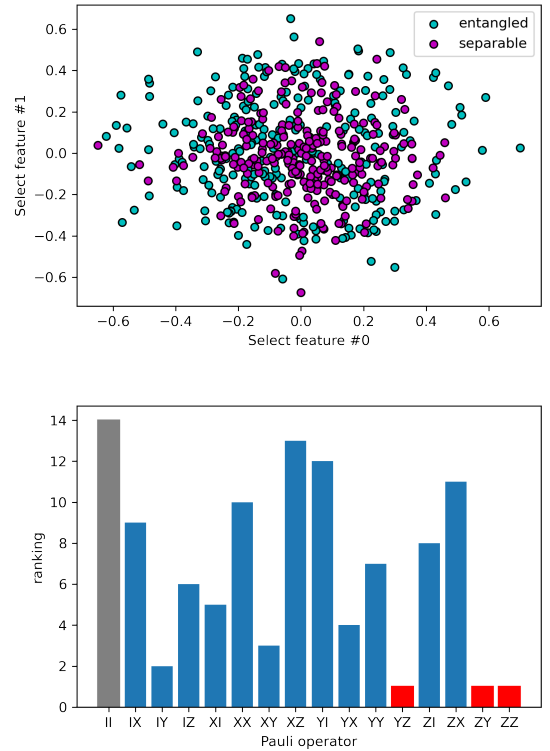 entangled
separable
0.6
0.4
0.2
0.0
−0.2
−0.4
−0.6
Select feature #1
−0.6 −0.4 −0.2 0.0 0.2 0.4 0.6
Select feature #0
14
12
10
8
6
4
2
0
ranking
II IX IY IZ XI XX XY XZ YI YX YY YZ ZI ZX ZY ZZ
Pauli operator